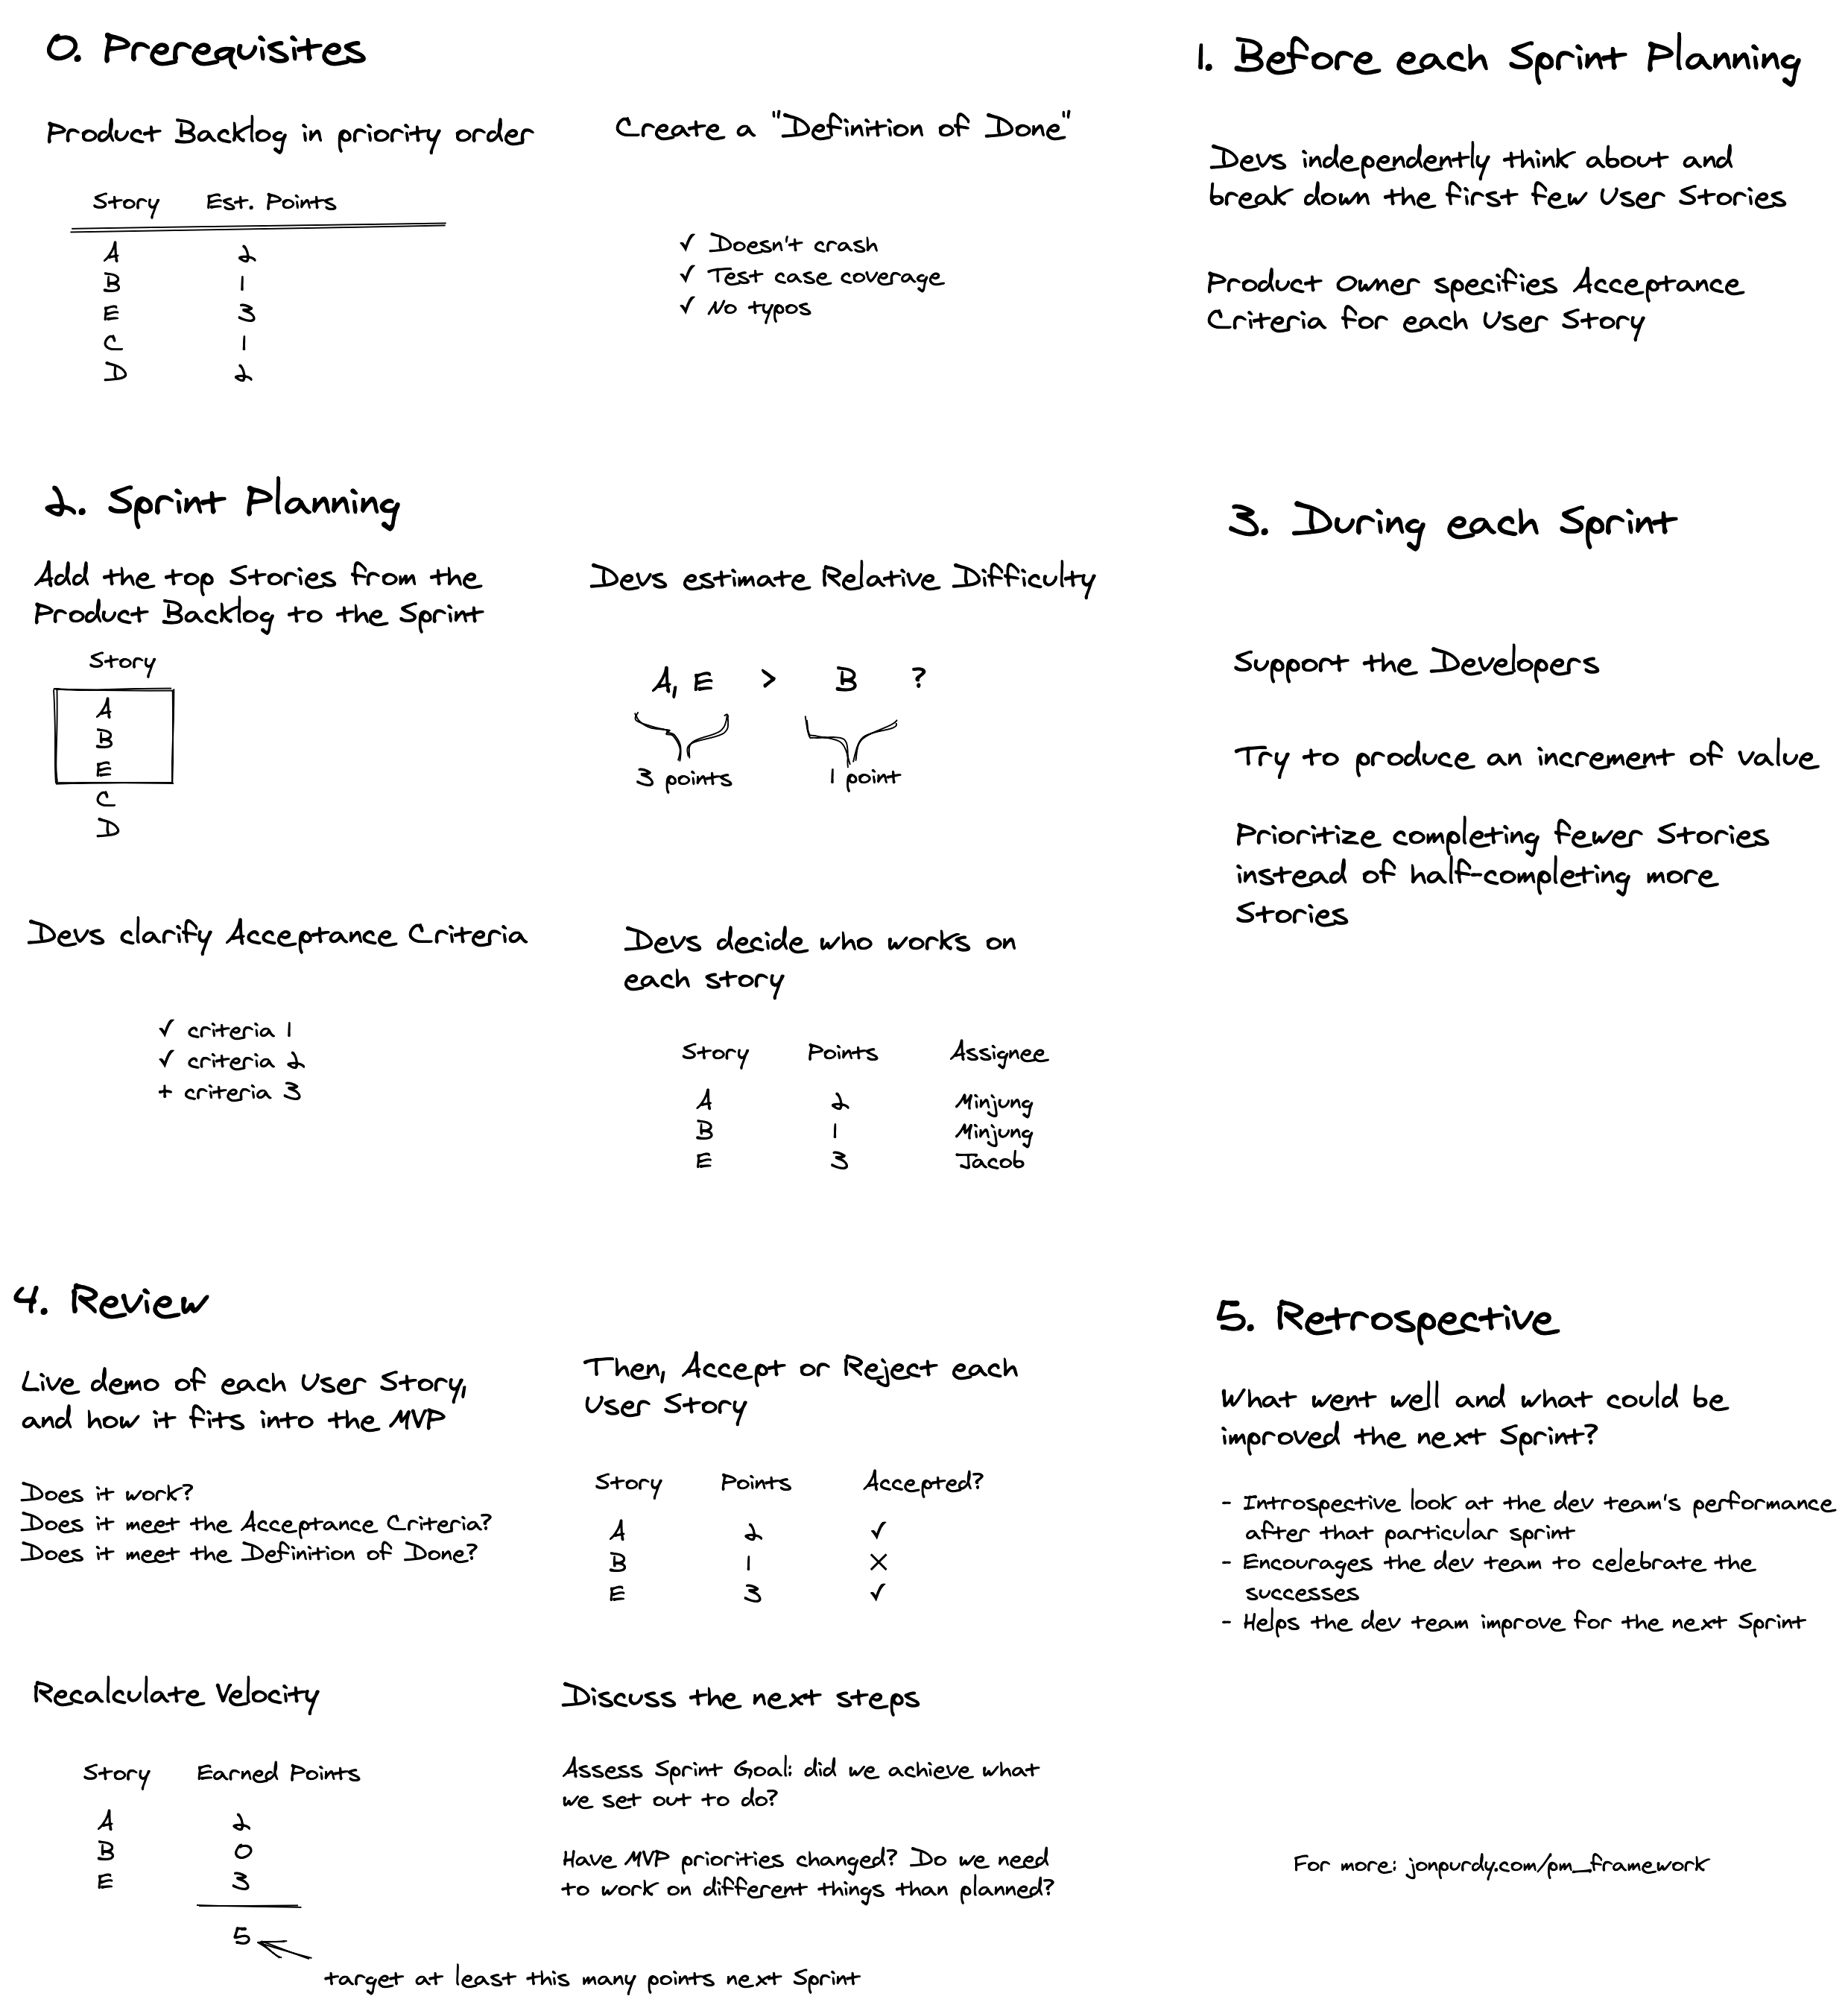 0. Prerequisites
Product Backlog in priority order
Story Est. Points
A 2
B 1
E 3
C 1
D 2
Create a "Definition of Done"
✓ Doesn't crash
✓ Test case coverage
✓ No typos
1. Before each Sprint Planning
Devs independently think about and
break down the first few User Stories
Product Owner specifies Acceptance
Criteria for each User Story
2. Sprint Planning
Add the top Stories from the
Product Backlog to the Sprint
Story
A
B
E
C
D
Devs estimate Relative Difficulty
A, E > B ?
3 points 1 point
Devs clarify Acceptance Criteria
✓ criteria 1
✓ criteria 2
+ criteria 3
Devs decide who works on
each story
Story Points Assignee
A 2 Minjung
B 1 Minjung
E 3 Jacob
3. During each Sprint
Support the Developers
Try to produce an increment of value
Prioritize completing fewer Stories
instead of half-completing more
Stories
4. Review
Live demo of each User Story,
and how it fits into the MVP
Does it work?
Does it meet the Acceptance Criteria?
Does it meet the Definition of Done?
Then, Accept or Reject each
User Story
Story Points Accepted?
A 2 ✓
B 1 ×
E 3 ✓
Recalculate Velocity
Story Earned Points
A 2
B 0
E 3
5
target at least this many points next Sprint
Discuss the next steps
Assess Sprint Goal: did we achieve what
we set out to do?
Have MVP priorities changed? Do we need
to work on different things than planned?
5. Retrospective
What went well and what could be
improved the next Sprint?
- Introspective look at the dev team's performance
after that particular sprint
- Encourages the dev team to celebrate the
successes
- Helps the dev team improve for the next Sprint
For more: jonpurdy.com/pm_framework